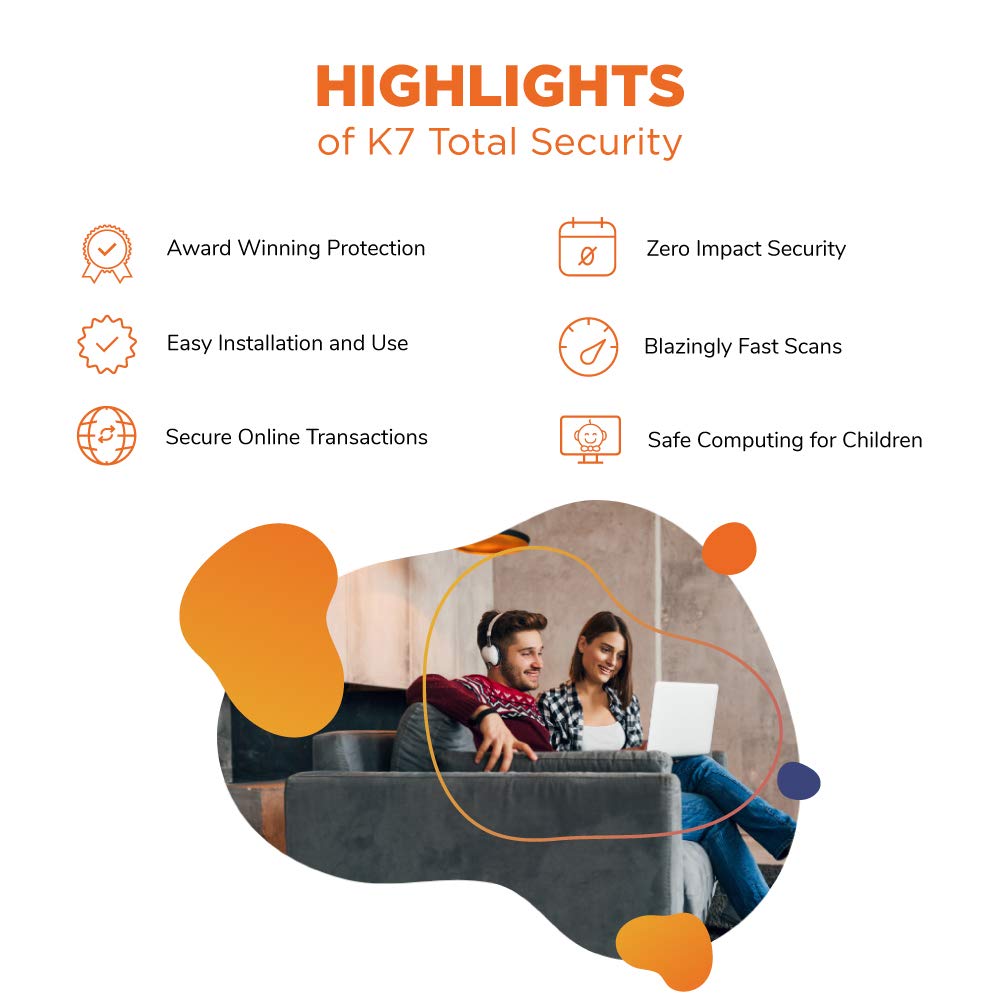 HIGHLIGHTS
of K7 Total Security
Award Winning Protection
Zero Impact Security
Easy Installation and Use
Blazingly Fast Scans
Secure Online Transactions
Safe Computing for Children